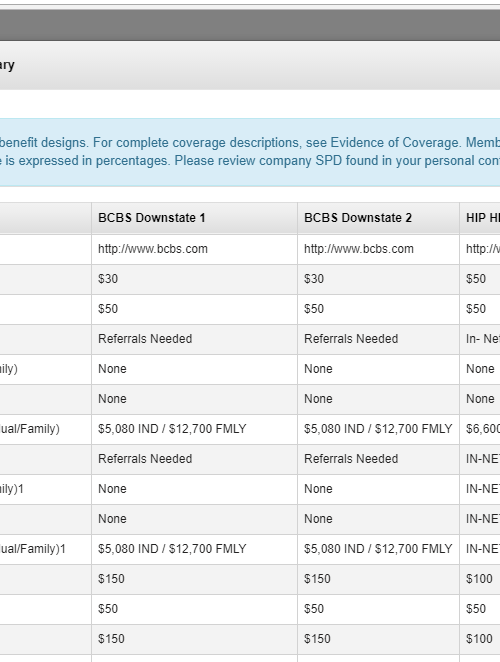 ary
benefit designs. For complete coverage descriptions, see Evidence of Coverage.
is expressed in percentages. Please review company SPD found in your personal
BCBS Downstate 1 BCBS Downstate 2 HIP
http://www.bcbs.com http://www.bcbs.com http://
$30 $30 $50
$50 $50 $50
Referrals Needed Referrals Needed In-
ily) None None None
None None None
ual/Family) $5,080 IND / $12,700 FMLY $5,080 IND / $12,700 FMLY $6,600
Referrals Needed Referrals Needed IN-NE
ily)1 None None IN-NE
None None IN-NE
ual/Family)1 $5,080 IND / $12,700 FMLY $5,080 IND / $12,700 FMLY IN-NE
$150 $150 $100
$50 $50 $50
$150 $150 $100